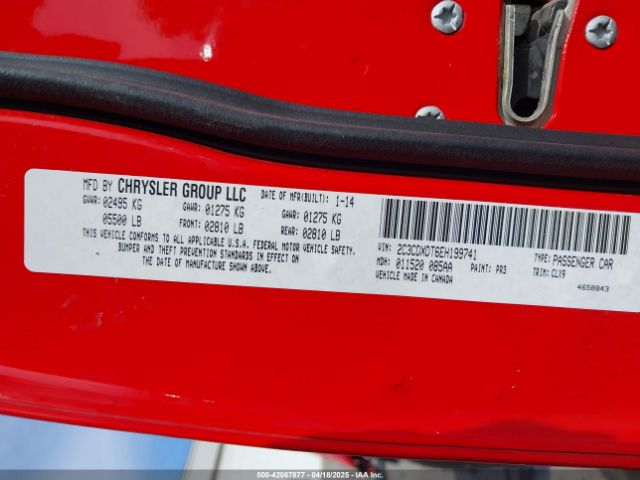 MFD BY CHRYSLER GROUP LLC DATE OF MFR(BUILT): 1-14
GVWR: 02495 KG GAWR: 01275 KG GAWR: 01275 KG
05500 LB FRONT: 02810 LB REAR: 02810 LB
THIS VEHICLE CONFORMS TO ALL APPLICABLE U.S.A. FEDERAL MOTOR VEHICLE SAFETY,
BUMPER AND THEFT PREVENTION STANDARDS IN EFFECT ON
THE DATE OF MANUFACTURE SHOWN ABOVE.
VIN: 2C3CDXDT6EH199741 TYPE: PASSENGER CAR
MDH: 011520 085AA PAINT: PR3 TRIM: CLX9
VEHICLE MADE IN CANADA
4658843
000-42067877 - 04/18/2025 - IAAI.COM